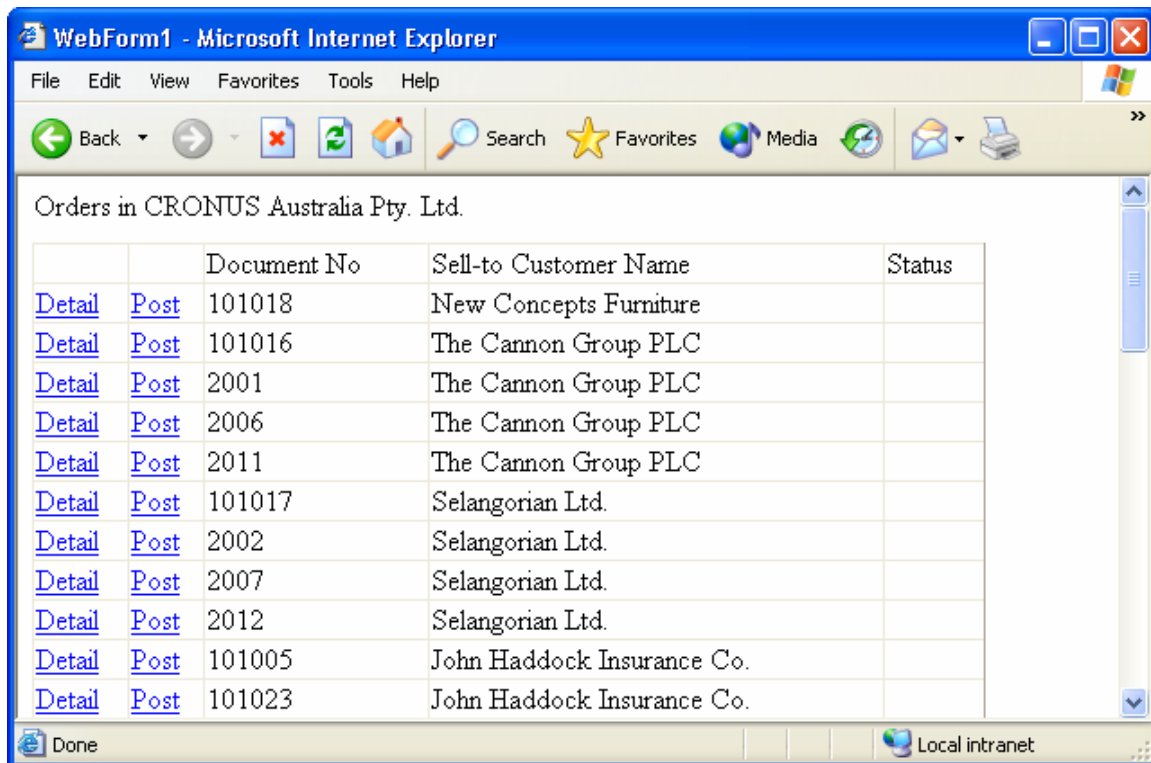 WebForm1 - Microsoft Internet Explorer
File Edit View Favorites Tools Help
Back Search Favorites Media »
Orders in CRONUS Australia Pty. Ltd.
Document No Sell-to Customer Name Status
Detail Post 101018 New Concepts Furniture
Detail Post 101016 The Cannon Group PLC
Detail Post 2001 The Cannon Group PLC
Detail Post 2006 The Cannon Group PLC
Detail Post 2011 The Cannon Group PLC
Detail Post 101017 Selangorian Ltd.
Detail Post 2002 Selangorian Ltd.
Detail Post 2007 Selangorian Ltd.
Detail Post 2012 Selangorian Ltd.
Detail Post 101005 John Haddock Insurance Co.
Detail Post 101023 John Haddock Insurance Co.
Done Local intranet